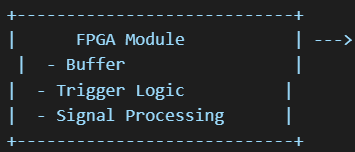 +----------------------------+
|      FPGA Module           | --->
 |  - Buffer                 |
|  - Trigger Logic          |
|  - Signal Processing      |
+----------------------------+